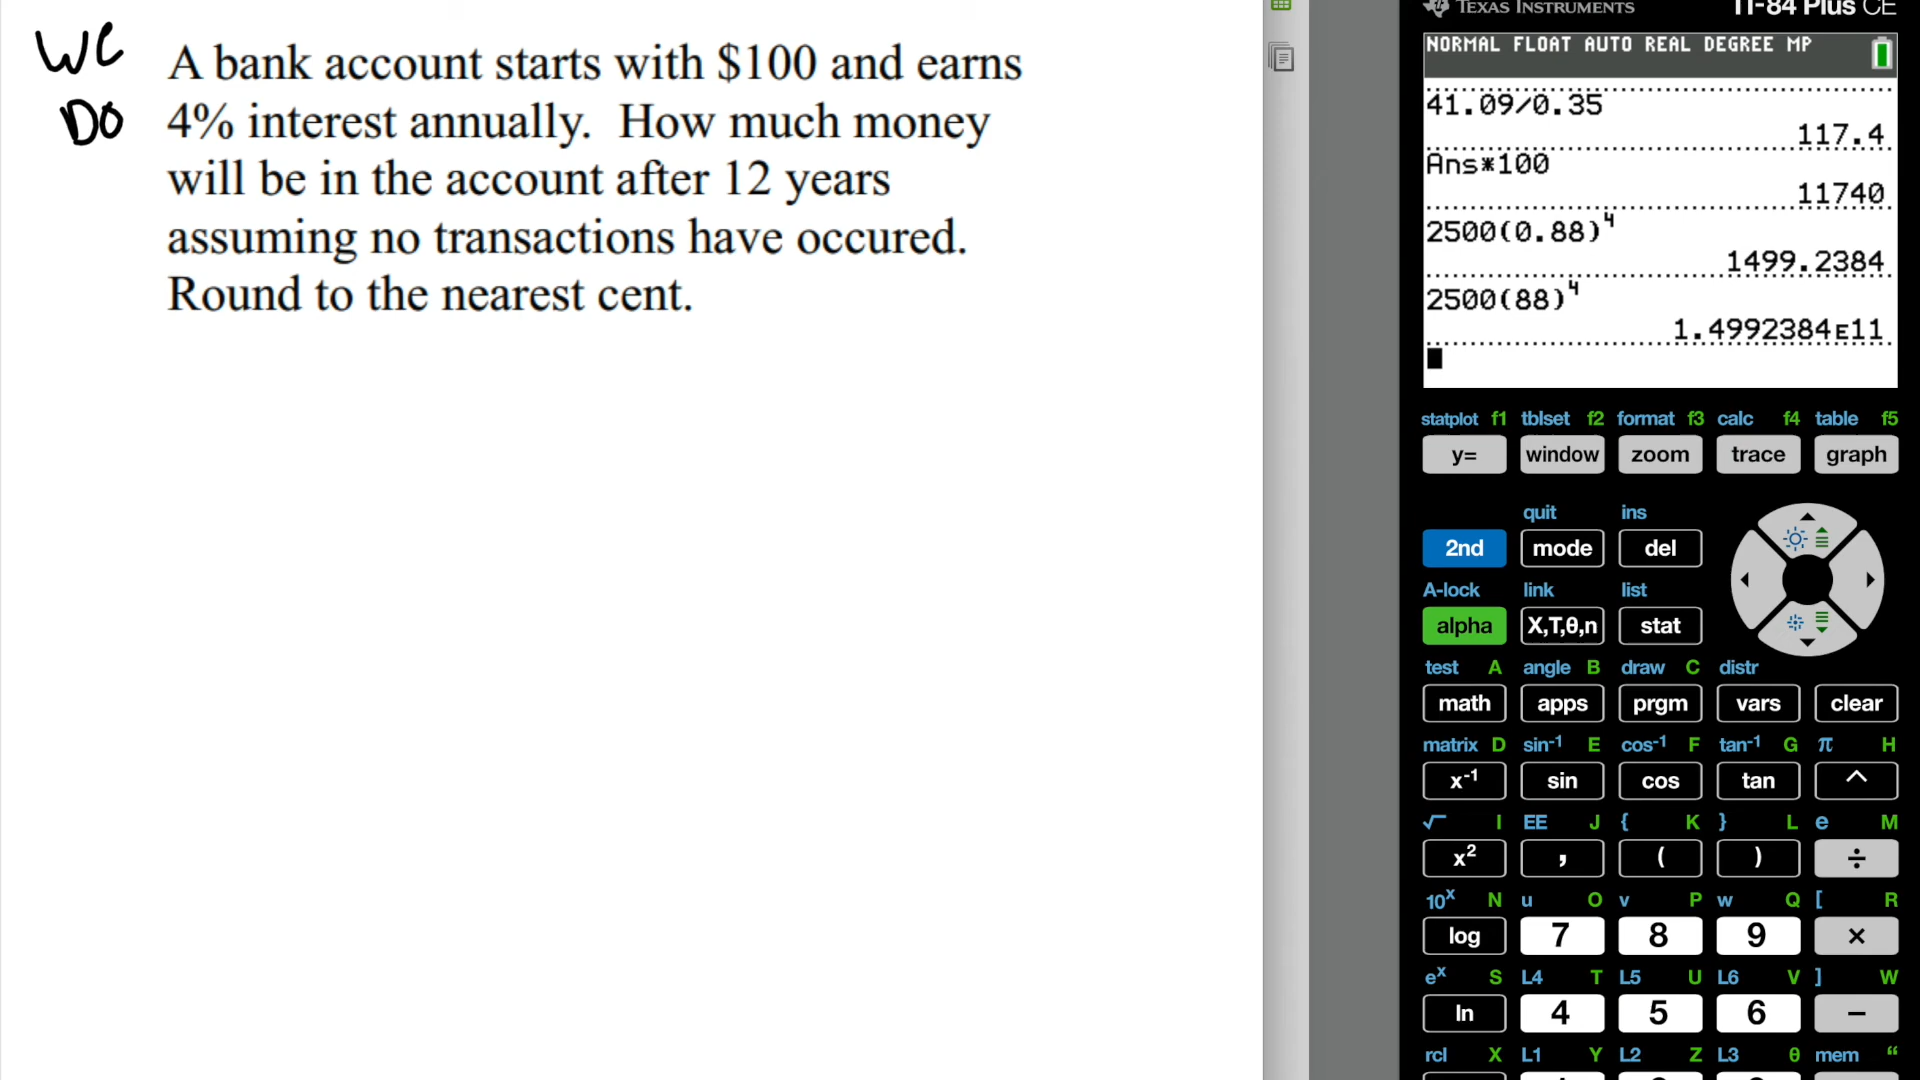 WC
DO
A bank account starts with $100 and earns
4% interest annually.  How much money
will be in the account after 12 years
assuming no transactions have occured.
Round to the nearest cent.
TEXAS INSTRUMENTS TI-84 Plus CE
NORMAL FLOAT AUTO REAL DEGREE MP
41.09/0.35
117.4
Ans*100
11740
2500(0.88)⁴
1499.2384
2500(88)⁴
1.4992384E11
statplot f1 tblset f2 format f3 calc f4 table f5
y= window zoom trace graph
quit ins
2nd mode del
A-lock link list
alpha X,T,θ,n stat
test A angle B draw C distr
math apps prgm vars clear
matrix D sin⁻¹ E cos⁻¹ F tan⁻¹ G π H
x⁻¹ sin cos tan ^
√ I EE J { K } L e M
x² , ( ) ÷
10ˣ N u O v P w Q [ R
log 7 8 9 ×
eˣ S L4 T L5 U L6 V ] W
ln 4 5 6 −
rcl X L1 Y L2 Z L3 θ mem “